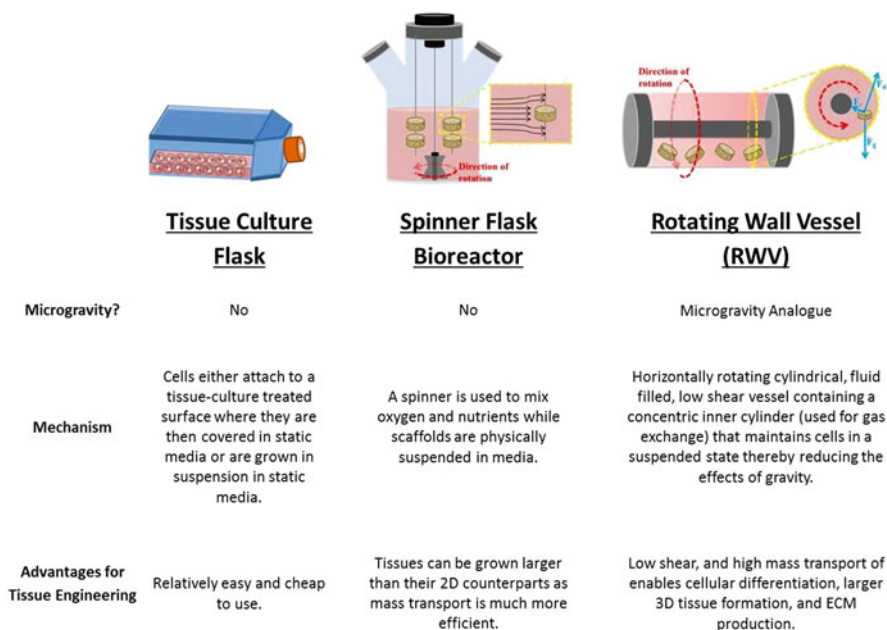 Direction of
rotation
Direction of
rotation
Tissue Culture
Flask
Spinner Flask
Bioreactor
Rotating Wall Vessel
(RWV)
Microgravity?
No
No
Microgravity Analogue
Mechanism
Cells either attach to a
tissue-culture treated
surface where they are
then covered in static
media or are grown in
suspension in static
media.
A spinner is used to mix
oxygen and nutrients while
scaffolds are physically
suspended in media.
Horizontally rotating cylindrical, fluid
filled, low shear vessel containing a
concentric inner cylinder (used for gas
exchange) that maintains cells in a
suspended state thereby reducing the
effects of gravity.
Advantages for
Tissue Engineering
Relatively easy and cheap
to use.
Tissues can be grown larger
than their 2D counterparts as
mass transport is much more
efficient.
Low shear, and high mass transport of
enables cellular differentiation, larger
3D tissue formation, and ECM
production.